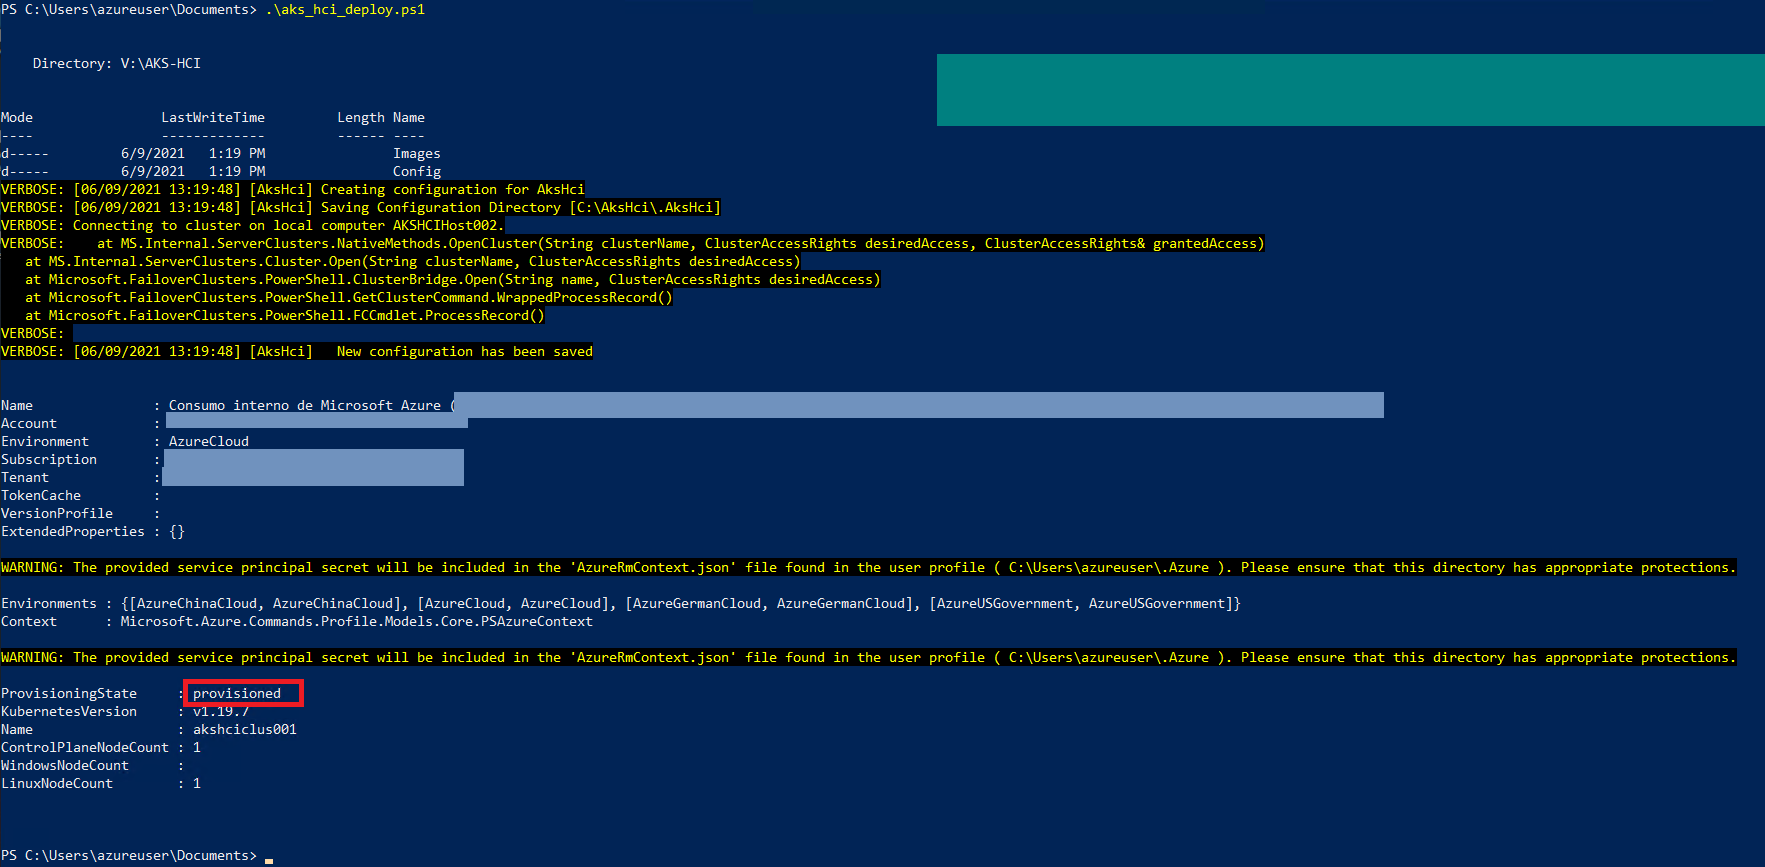 PS C:\Users\azureuser\Documents> .\aks_hci_deploy.ps1
Directory: V:\AKS-HCI
Mode                LastWriteTime         Length Name
----                -------------         ------ ----
d-----         6/9/2021   1:19 PM                Images
d-----         6/9/2021   1:19 PM                Config
VERBOSE: [06/09/2021 13:19:48] [AksHci] Creating configuration for AksHci
VERBOSE: [06/09/2021 13:19:48] [AksHci] Saving Configuration Directory [C:\AksHci\.AksHci]
VERBOSE: Connecting to cluster on local computer AKSHCIHost002.
VERBOSE:    at MS.Internal.ServerClusters.NativeMethods.OpenCluster(String clusterName, ClusterAccessRights desiredAccess, ClusterAccessRights& grantedAccess)
   at MS.Internal.ServerClusters.Cluster.Open(String clusterName, ClusterAccessRights desiredAccess)
   at Microsoft.FailoverClusters.PowerShell.ClusterBridge.Open(String name, ClusterAccessRights desiredAccess)
   at Microsoft.FailoverClusters.PowerShell.GetClusterCommand.WrappedProcessRecord()
   at Microsoft.FailoverClusters.PowerShell.FCCmdlet.ProcessRecord()
VERBOSE:
VERBOSE: [06/09/2021 13:19:48] [AksHci]   New configuration has been saved
Name               : Consumo interno de Microsoft Azure (
Account            :
Environment        : AzureCloud
Subscription       :
Tenant             :
TokenCache         :
VersionProfile     :
ExtendedProperties : {}
WARNING: The provided service principal secret will be included in the 'AzureRmContext.json' file found in the user profile ( C:\Users\azureuser\.Azure ). Please ensure that this directory has appropriate protections.
Environments : {[AzureChinaCloud, AzureChinaCloud], [AzureCloud, AzureCloud], [AzureGermanCloud, AzureGermanCloud], [AzureUSGovernment, AzureUSGovernment]}
Context      : Microsoft.Azure.Commands.Profile.Models.Core.PSAzureContext
WARNING: The provided service principal secret will be included in the 'AzureRmContext.json' file found in the user profile ( C:\Users\azureuser\.Azure ). Please ensure that this directory has appropriate protections.
ProvisioningState     : provisioned
KubernetesVersion     : v1.19.7
Name                  : akshciclus001
ControlPlaneNodeCount : 1
WindowsNodeCount      :
LinuxNodeCount        : 1
PS C:\Users\azureuser\Documents>